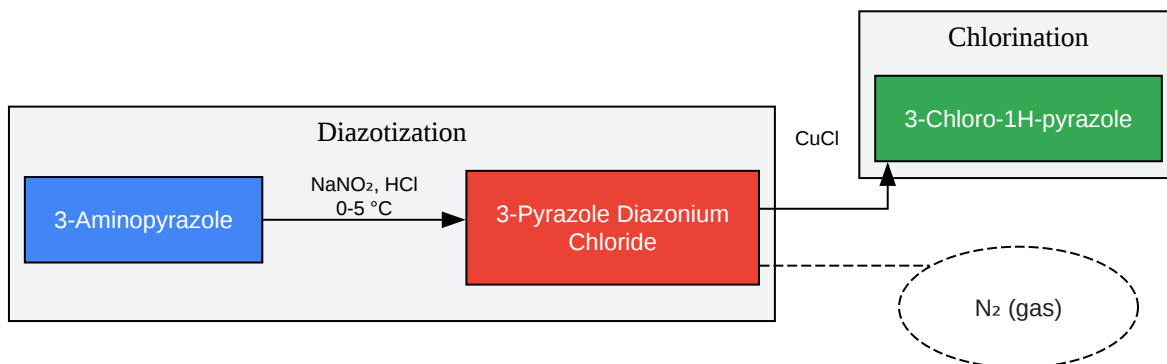 Chlorination
3-Chloro-1H-pyrazole
Diazotization
CuCl
NaNO₂, HCl
0-5 °C
3-Aminopyrazole
3-Pyrazole Diazonium
Chloride
N₂ (gas)